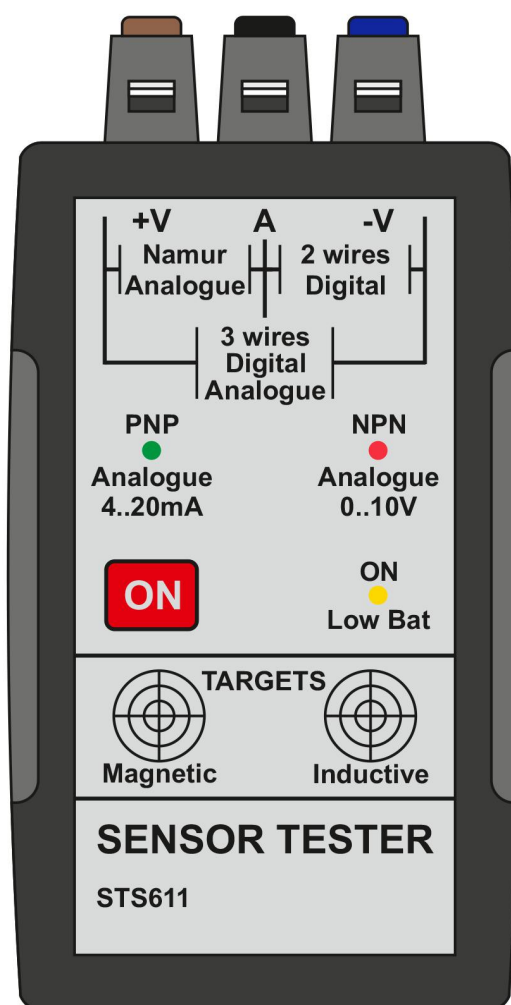 +V A -V
Namur 2 wires
Analogue Digital
3 wires
Digital
Analogue
PNP NPN
Analogue Analogue
4..20mA 0..10V
ON ON
Low Bat
TARGETS
Magnetic Inductive
SENSOR TESTER
STS611